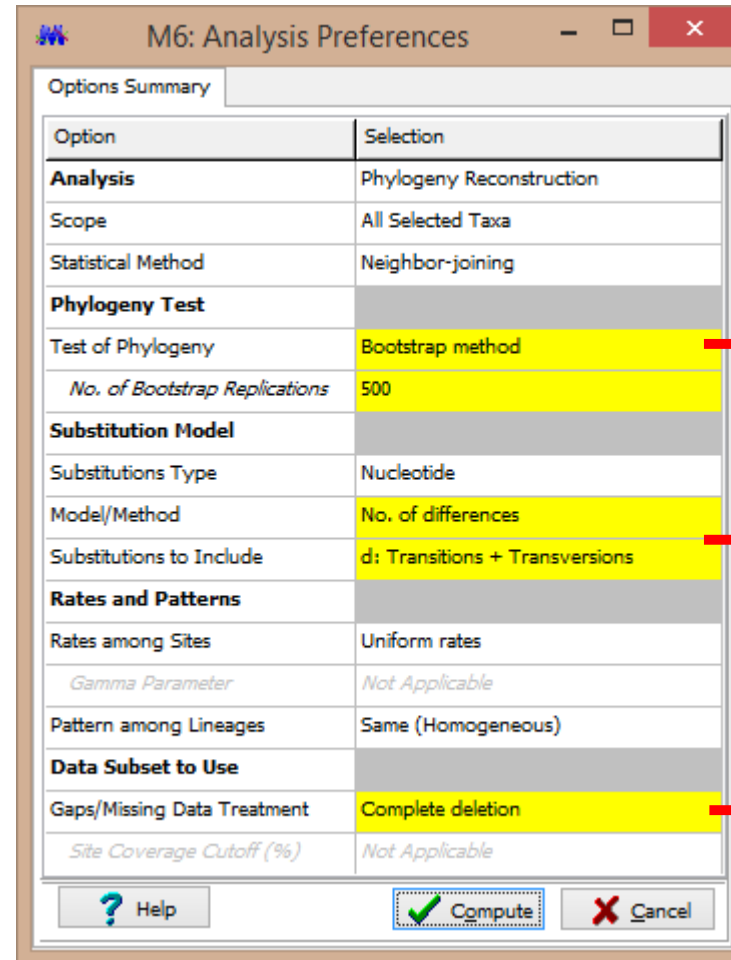 M6: Analysis Preferences
Options Summary
Option Selection
Analysis Phylogeny Reconstruction
Scope All Selected Taxa
Statistical Method Neighbor-joining
Phylogeny Test
Test of Phylogeny Bootstrap method
No. of Bootstrap Replications 500
Substitution Model
Substitutions Type Nucleotide
Model/Method No. of differences
Substitutions to Include d: Transitions + Transversions
Rates and Patterns
Rates among Sites Uniform rates
Gamma Parameter Not Applicable
Pattern among Lineages Same (Homogeneous)
Data Subset to Use
Gaps/Missing Data Treatment Complete deletion
Site Coverage Cutoff (%) Not Applicable
? Help Compute Cancel